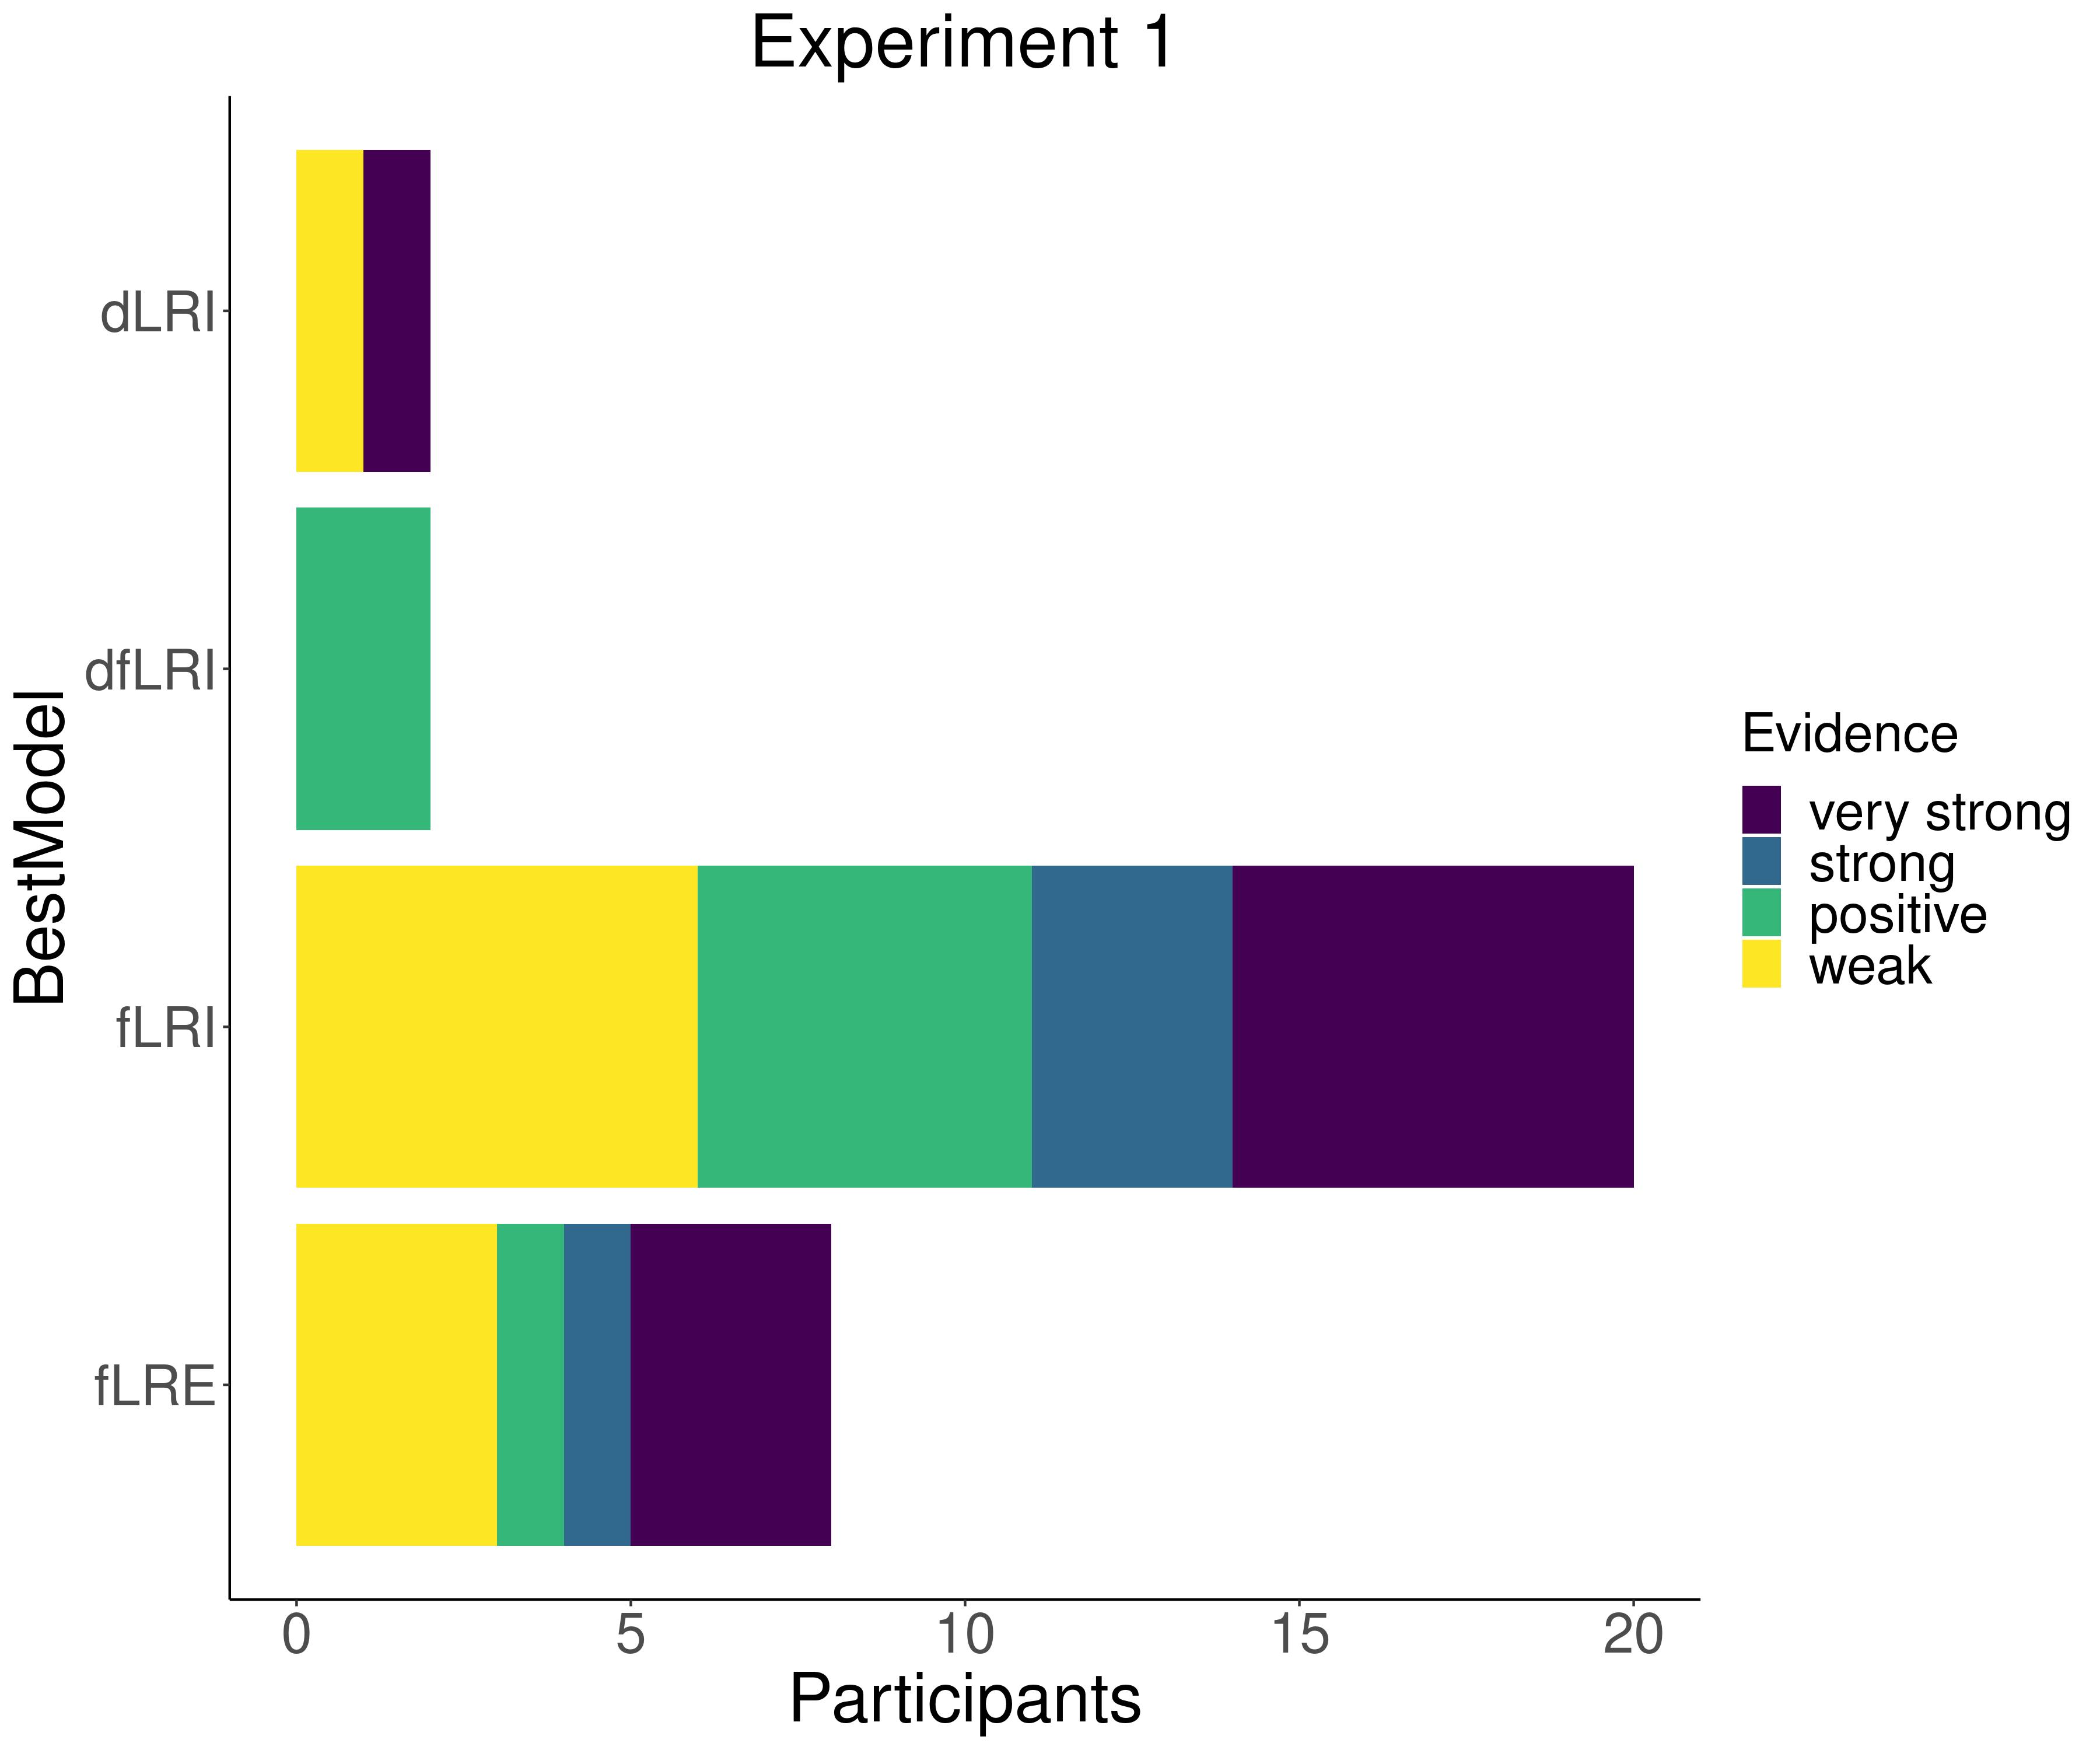 Experiment 1
BestModel
dLRI
dfLRI
fLRI
fLRE
0 5 10 15 20
Participants
Evidence
very strong
strong
positive
weak